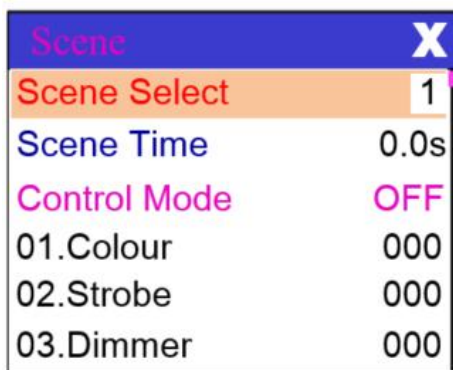 Scene X
Scene Select 1
Scene Time 0.0s
Control Mode OFF
01.Colour 000
02.Strobe 000
03.Dimmer 000